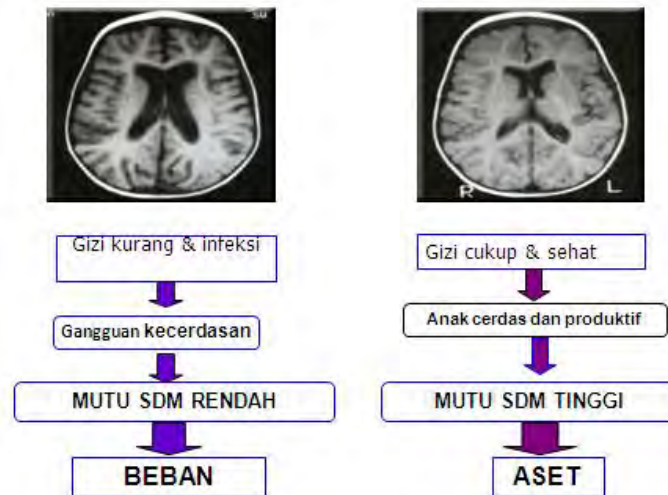 R
L
Gizi kurang & infeksi
Gangguan kecerdasan
MUTU SDM RENDAH
BEBAN
Gizi cukup & sehat
Anak cerdas dan produktif
MUTU SDM TINGGI
ASET